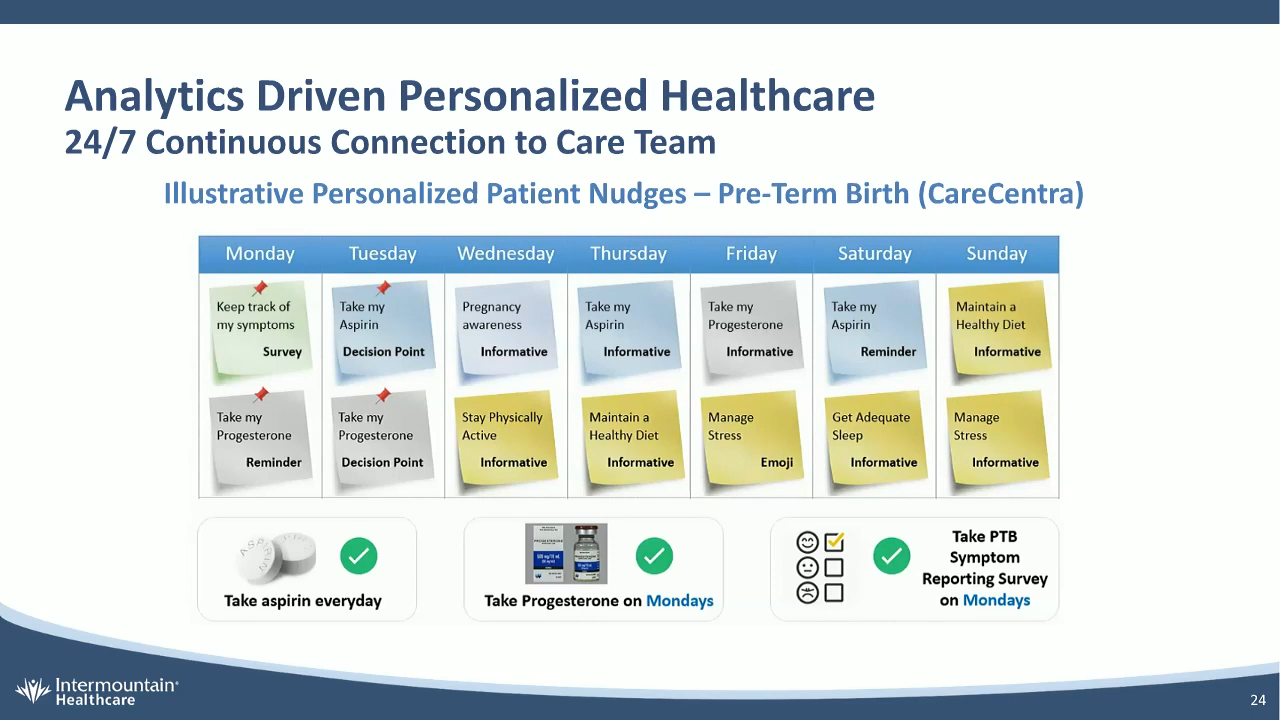 Analytics Driven Personalized Healthcare
24/7 Continuous Connection to Care Team
Illustrative Personalized Patient Nudges – Pre-Term Birth (CareCentra)
Monday
Tuesday
Wednesday
Thursday
Friday
Saturday
Sunday
Keep track of
my symptoms
Survey
Take my
Aspirin
Decision Point
Pregnancy
awareness
Informative
Take my
Aspirin
Informative
Take my
Progesterone
Informative
Take my
Aspirin
Reminder
Maintain a
Healthy Diet
Informative
Take my
Progesterone
Reminder
Take my
Progesterone
Decision Point
Stay Physically
Active
Informative
Maintain a
Healthy Diet
Informative
Manage
Stress
Emoji
Get Adequate
Sleep
Informative
Manage
Stress
Informative
ASPIRIN
Take aspirin everyday
Take Progesterone on Mondays
Take PTB
Symptom
Reporting Survey
on Mondays
Intermountain
Healthcare
24